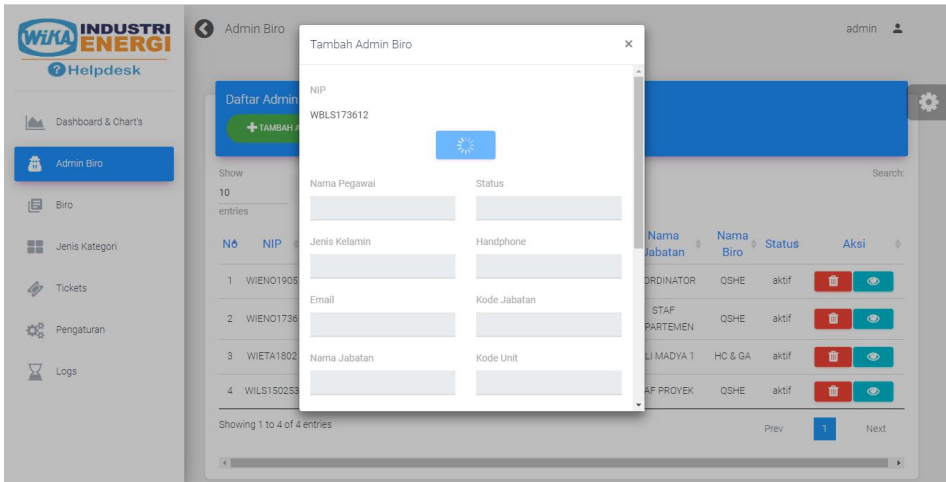 WIKA INDUSTRI
ENERGI
?Helpdesk
Admin Biro
admin
Dashboard & Chart's
Admin Biro
Biro
Jenis Kategori
Tickets
Pengaturan
Logs
Tambah Admin Biro ×
NIP
WBLS173612
Nama Pegawai Status
Jenis Kelamin Handphone
Email Kode Jabatan
Nama Jabatan Kode Unit
Daftar Admin
+TAMBAH A
Show
10
entries
Search:
No NIP Nama Jabatan Nama Biro Status Aksi
1 WIENO1905 ORDINATOR QSHE aktif
2 WIENO1736 STAF PARTEMEN QSHE aktif
3 WIETA1802 LI MADYA 1 HC & GA aktif
4 WILS150253 AF PROYEK QSHE aktif
Showing 1 to 4 of 4 entries
Prev 1 Next